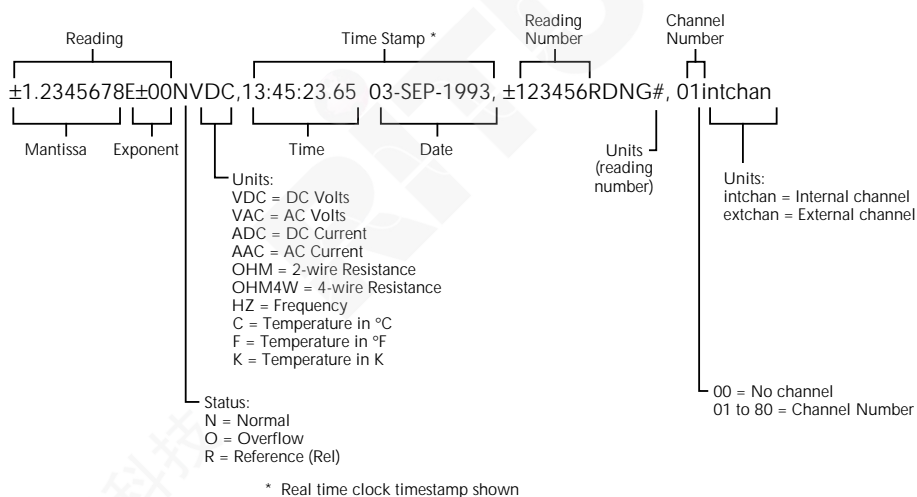 Reading
Time Stamp *
Reading
Number
Channel
Number
±1.2345678E±00NVDC,13:45:23.65 03-SEP-1993, ±123456RDNG#, 01intchan
Mantissa
Exponent
Time
Date
Units
(reading
number)
Units:
intchan = Internal channel
extchan = External channel
Units:
VDC = DC Volts
VAC = AC Volts
ADC = DC Current
AAC = AC Current
OHM = 2-wire Resistance
OHM4W = 4-wire Resistance
HZ = Frequency
C = Temperature in °C
F = Temperature in °F
K = Temperature in K
00 = No channel
01 to 80 = Channel Number
Status:
N = Normal
O = Overflow
R = Reference (Rel)
* Real time clock timestamp shown